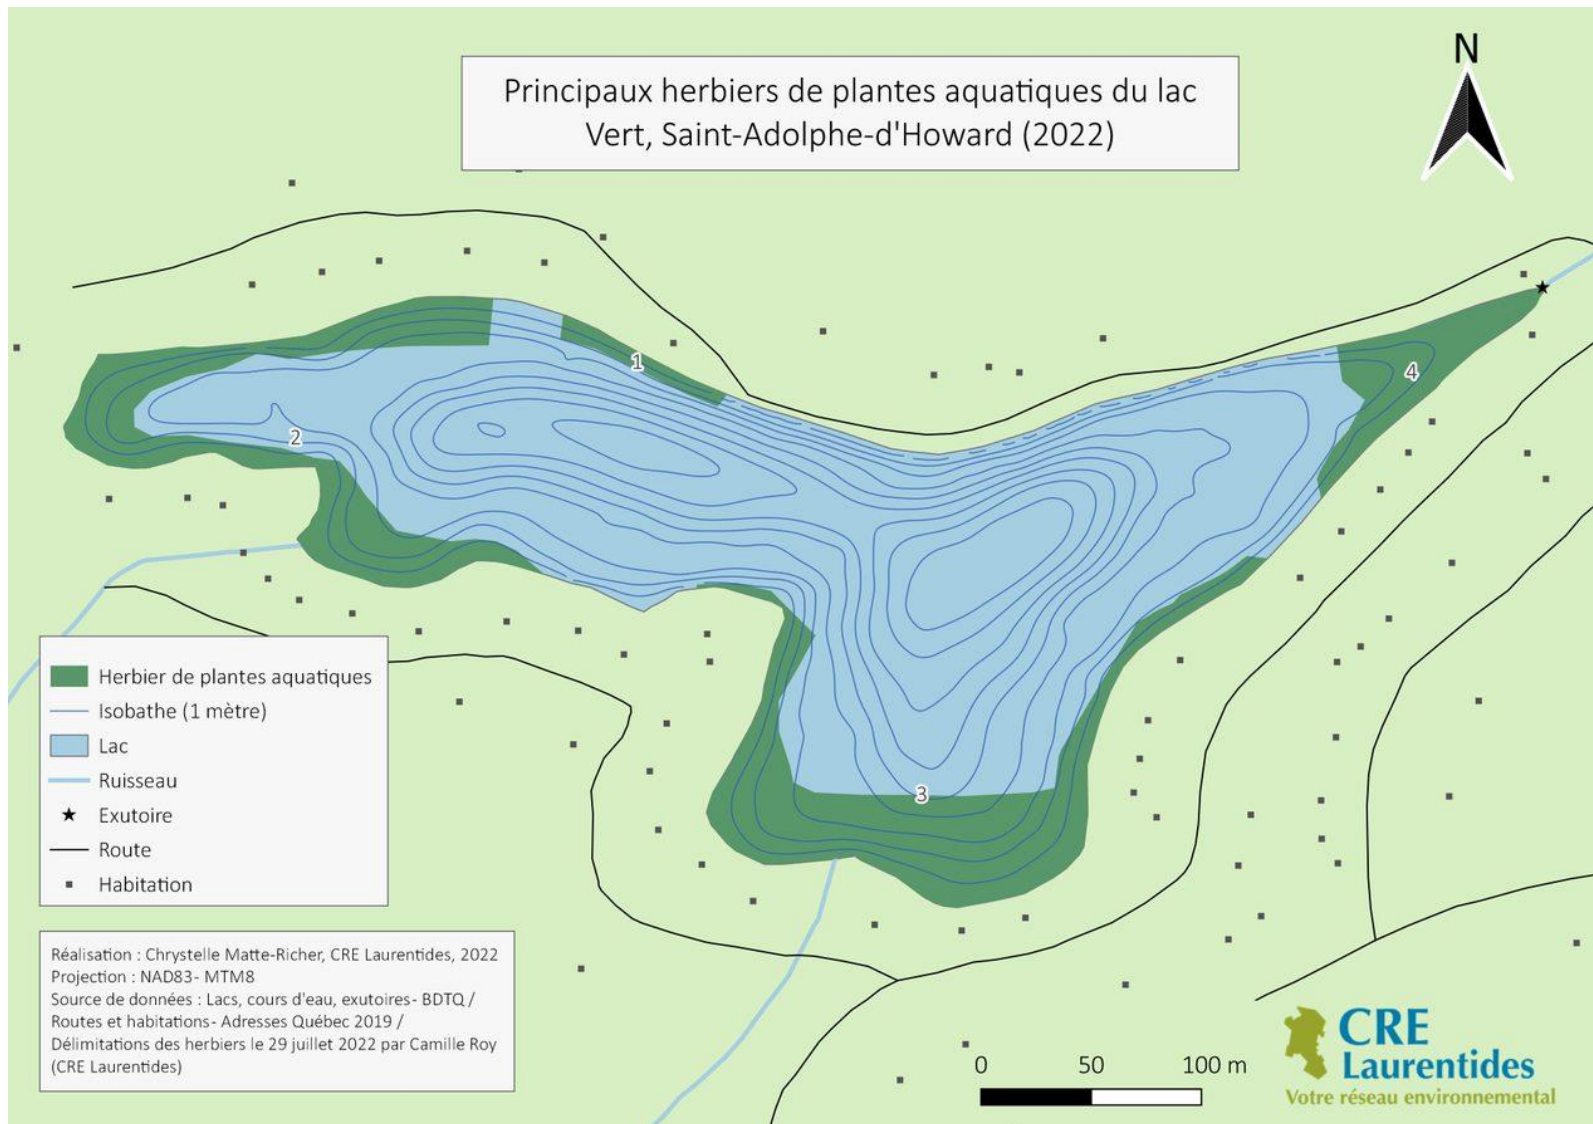 Principaux herbiers de plantes aquatiques du lac
Vert, Saint-Adolphe-d'Howard (2022)
N
1
2
3
4
Herbier de plantes aquatiques
Isobathe (1 mètre)
Lac
Ruisseau
Exutoire
Route
Habitation
Réalisation : Chrystelle Matte-Richer, CRE Laurentides, 2022
Projection : NAD83- MTM8
Source de données : Lacs, cours d'eau, exutoires- BDTQ /
Routes et habitations- Adresses Québec 2019 /
Délimitations des herbiers le 29 juillet 2022 par Camille Roy
(CRE Laurentides)
0 50 100 m
CRE
Laurentides
Votre réseau environnemental